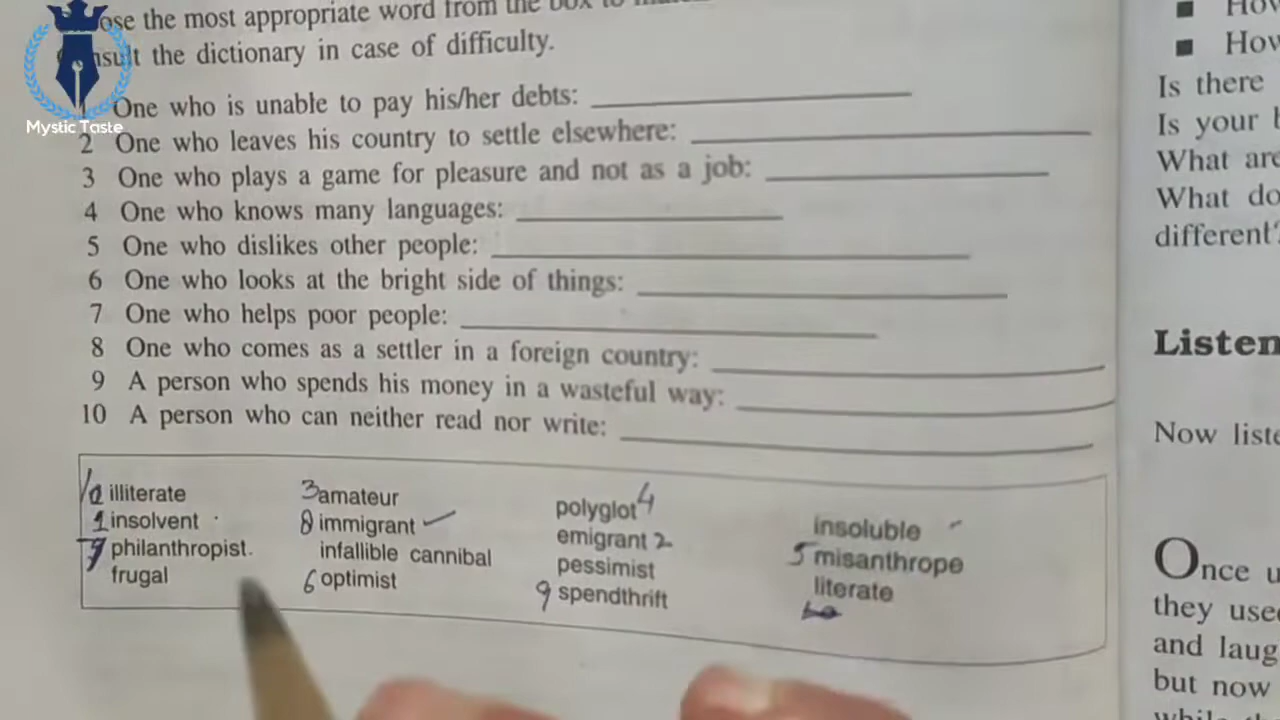 ose the most appropriate word from the box to
nsult the dictionary in case of difficulty.
Mystic Taste
1 One who is unable to pay his/her debts:
2 One who leaves his country to settle elsewhere:
3 One who plays a game for pleasure and not as a job:
4 One who knows many languages:
5 One who dislikes other people:
6 One who looks at the bright side of things:
7 One who helps poor people:
8 One who comes as a settler in a foreign country:
9 A person who spends his money in a wasteful way:
10 A person who can neither read nor write:
10 illiterate 3 amateur polyglot 4 insoluble
1 insolvent 8 immigrant emigrant 2 5 misanthrope
7 philanthropist infallible cannibal pessimist literate
frugal 6 optimist 9 spendthrift
How
How
Is there
Is your b
What are
What do
different?
Listen
Now liste
Once u
they use
and laug
but now
while the